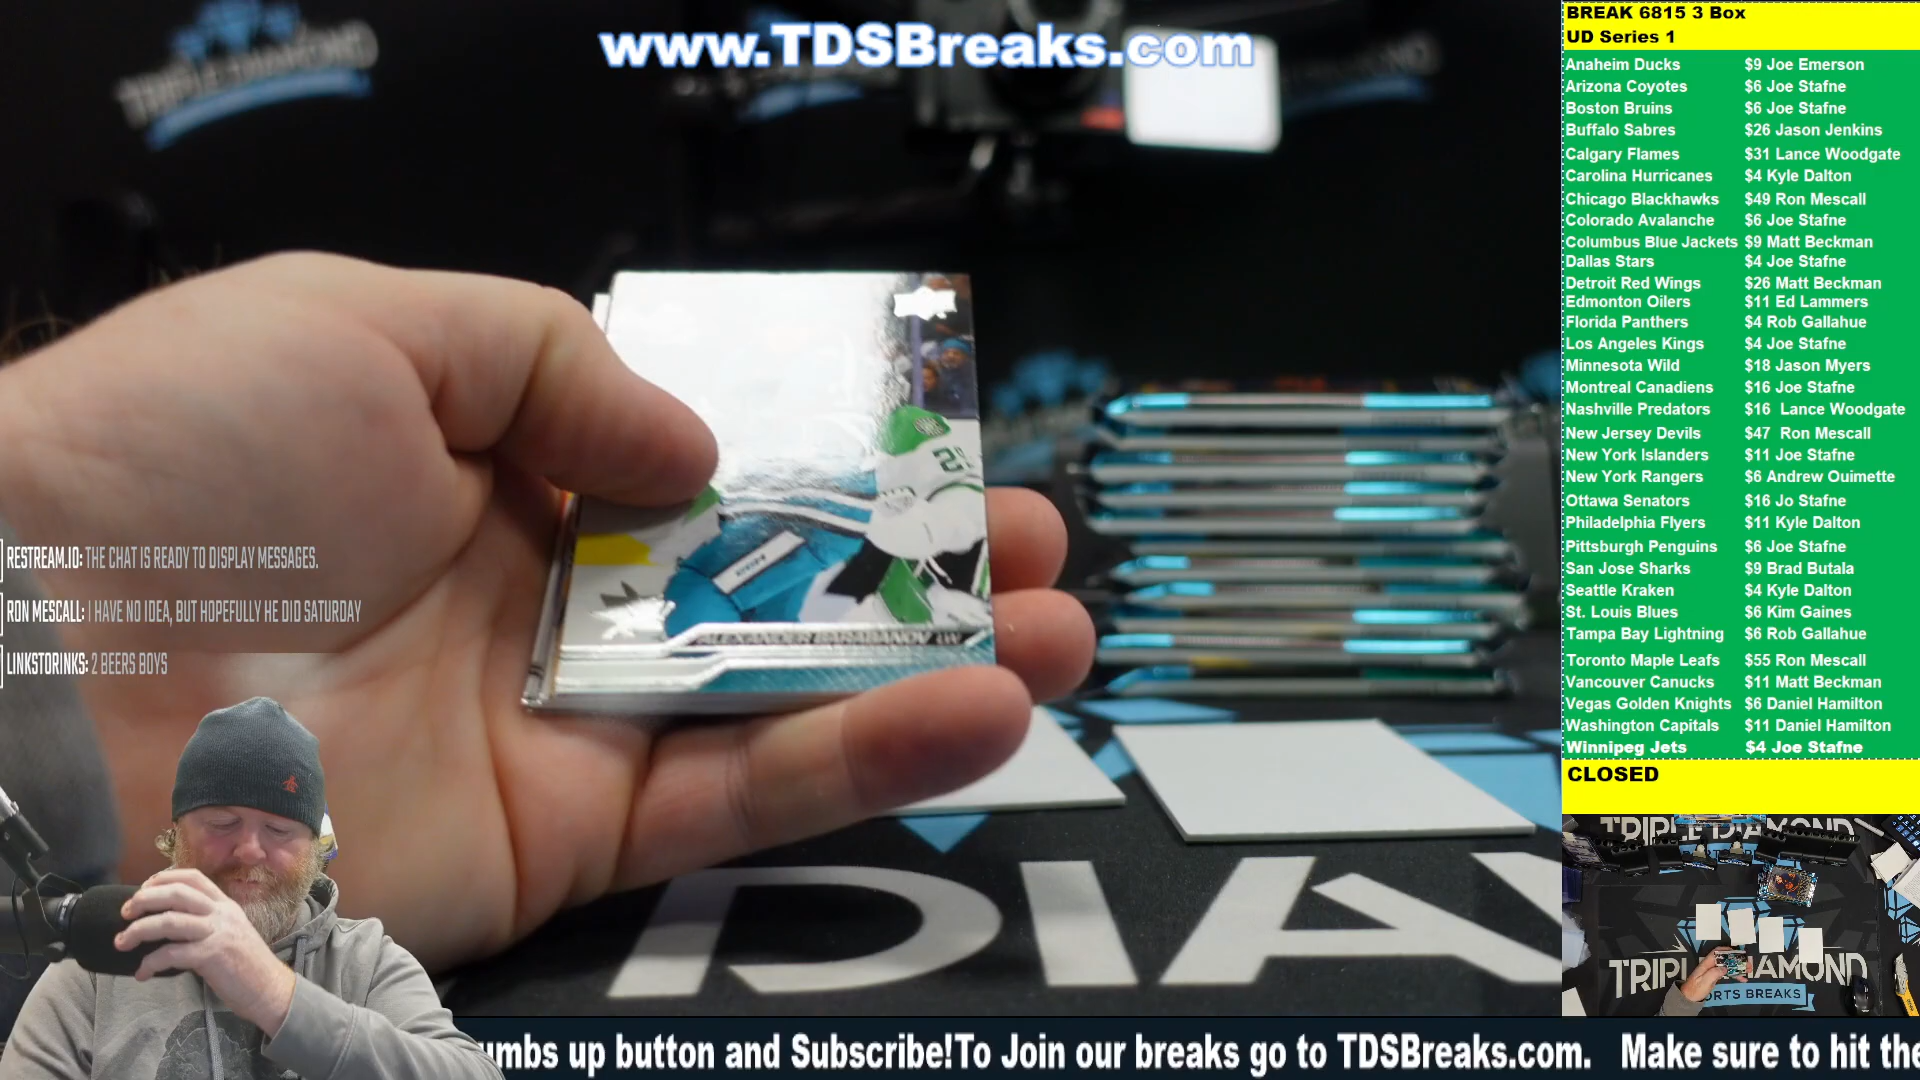 www.TDSBreaks.com
TRIPLE DIAMOND
ALEXANDER BARABANOV LW
RESTREAM.IO: THE CHAT IS READY TO DISPLAY MESSAGES.
RON MESCALL: I HAVE NO IDEA, BUT HOPEFULLY HE DID SATURDAY
LINKSTORINKS: 2 BEERS BOYS
DIA
umbs up button and Subscribe!To Join our breaks go to TDSBreaks.com. Make sure to hit the
BREAK 6815 3 Box
UD Series 1
Anaheim Ducks $9 Joe Emerson
Arizona Coyotes $6 Joe Stafne
Boston Bruins $6 Joe Stafne
Buffalo Sabres $26 Jason Jenkins
Calgary Flames $31 Lance Woodgate
Carolina Hurricanes $4 Kyle Dalton
Chicago Blackhawks $49 Ron Mescall
Colorado Avalanche $6 Joe Stafne
Columbus Blue Jackets $9 Matt Beckman
Dallas Stars $4 Joe Stafne
Detroit Red Wings $26 Matt Beckman
Edmonton Oilers $11 Ed Lammers
Florida Panthers $4 Rob Gallahue
Los Angeles Kings $4 Joe Stafne
Minnesota Wild $18 Jason Myers
Montreal Canadiens $16 Joe Stafne
Nashville Predators $16 Lance Woodgate
New Jersey Devils $47 Ron Mescall
New York Islanders $11 Joe Stafne
New York Rangers $6 Andrew Ouimette
Ottawa Senators $16 Jo Stafne
Philadelphia Flyers $11 Kyle Dalton
Pittsburgh Penguins $6 Joe Stafne
San Jose Sharks $9 Brad Butala
Seattle Kraken $4 Kyle Dalton
St. Louis Blues $6 Kim Gaines
Tampa Bay Lightning $6 Rob Gallahue
Toronto Maple Leafs $55 Ron Mescall
Vancouver Canucks $11 Matt Beckman
Vegas Golden Knights $6 Daniel Hamilton
Washington Capitals $11 Daniel Hamilton
Winnipeg Jets $4 Joe Stafne
CLOSED
TRIPLE DIAMOND
TRIPL IAMOND
ORTS BREAKS